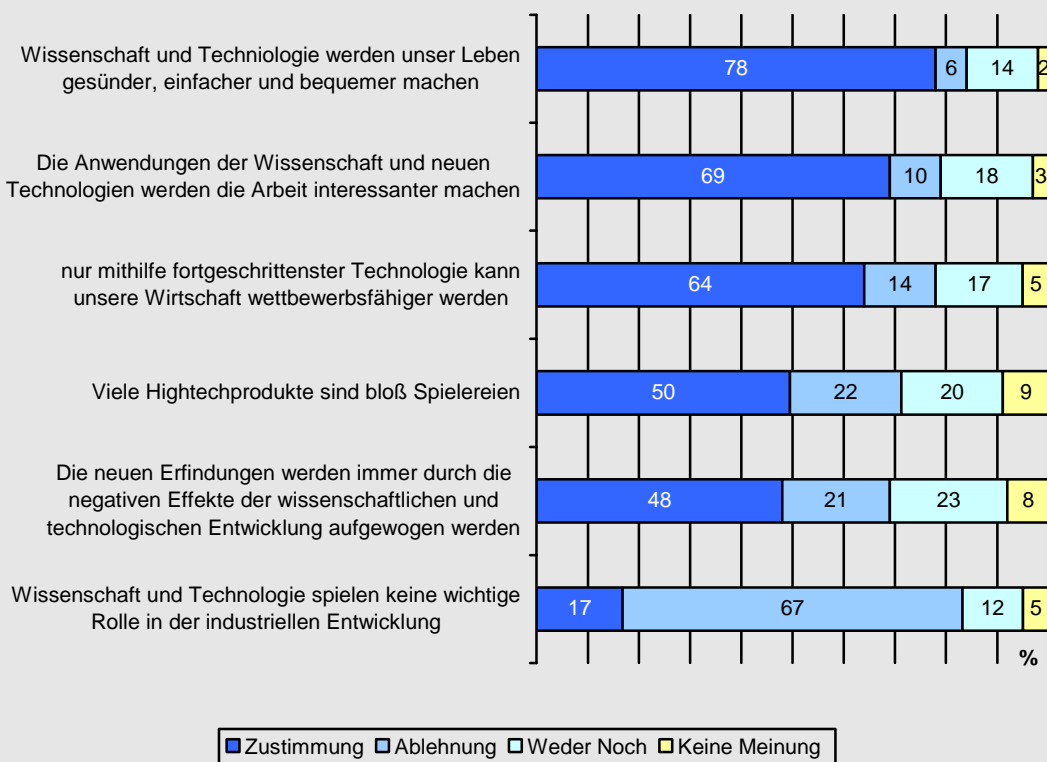 Wissenschaft und Techniologie werden unser Leben
gesünder, einfacher und bequemer machen
78 6 14 2
Die Anwendungen der Wissenschaft und neuen
Technologien werden die Arbeit interessanter machen
69 10 18 3
nur mithilfe fortgeschrittenster Technologie kann
unsere Wirtschaft wettbewerbsfähiger werden
64 14 17 5
Viele Hightechprodukte sind bloß Spielereien
50 22 20 9
Die neuen Erfindungen werden immer durch die
negativen Effekte der wissenschaftlichen und
technologischen Entwicklung aufgewogen werden
48 21 23 8
Wissenschaft und Technologie spielen keine wichtige
Rolle in der industriellen Entwicklung
17 67 12 5
%
Zustimmung Ablehnung Weder Noch Keine Meinung